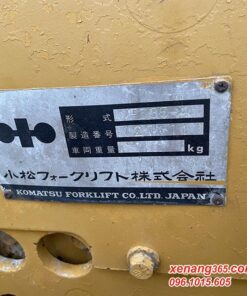 形式
製造番号
車両重量 kg
小松フォークリフト株式会社
KOMATSU FORKLIFT CO.,LTD. JAPAN
xenang365.com
096.1015.605